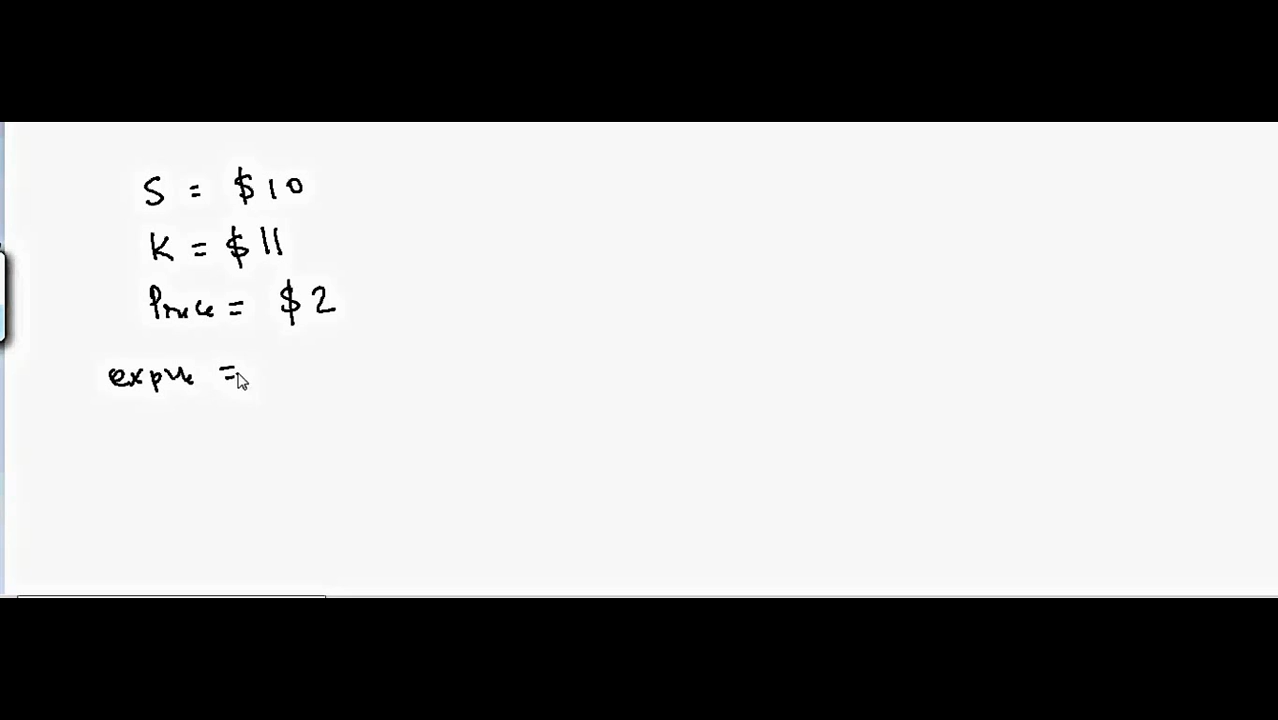 S = $10
K = $11
Price = $2
expire =